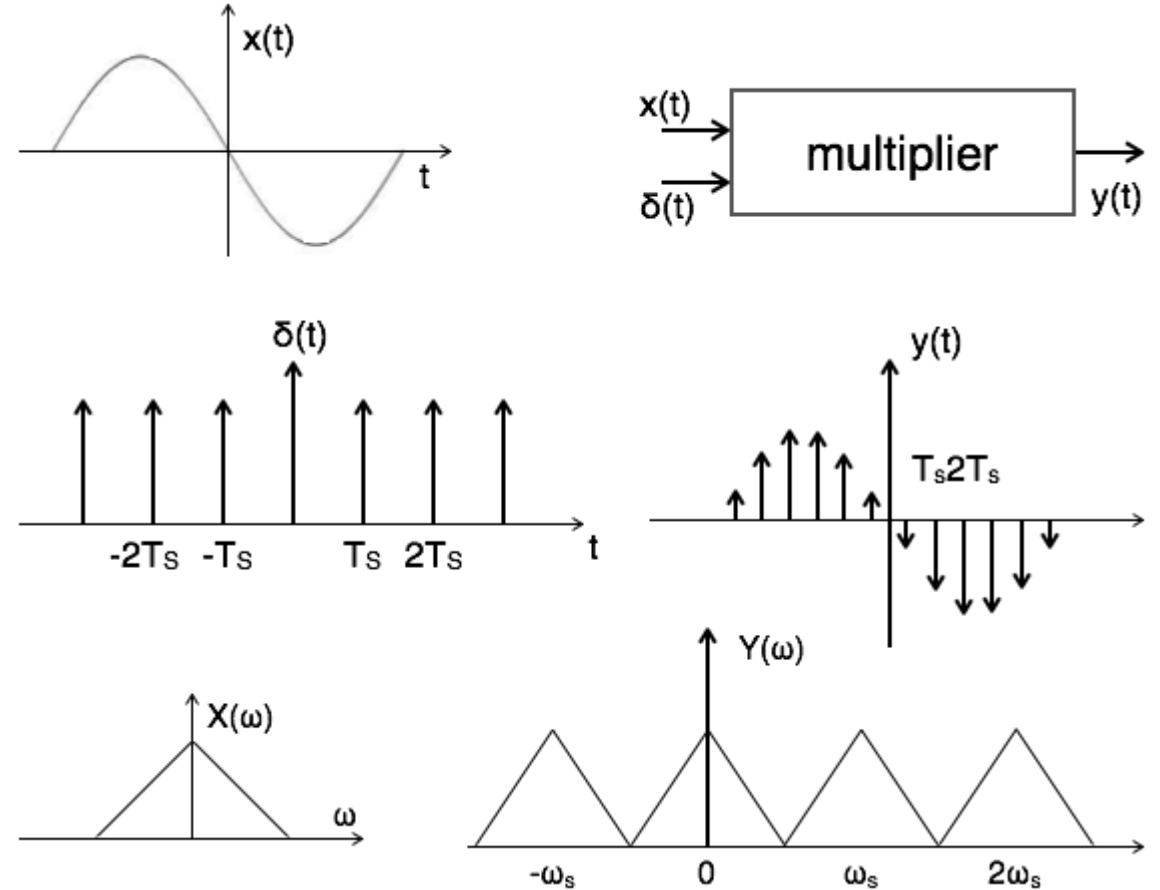 x(t)
t
x(t)
δ(t)
multiplier
y(t)
δ(t)
-2Ts -Ts Ts 2Ts t
y(t)
Ts2Ts
X(ω)
ω
Y(ω)
-ωs 0 ωs 2ωs